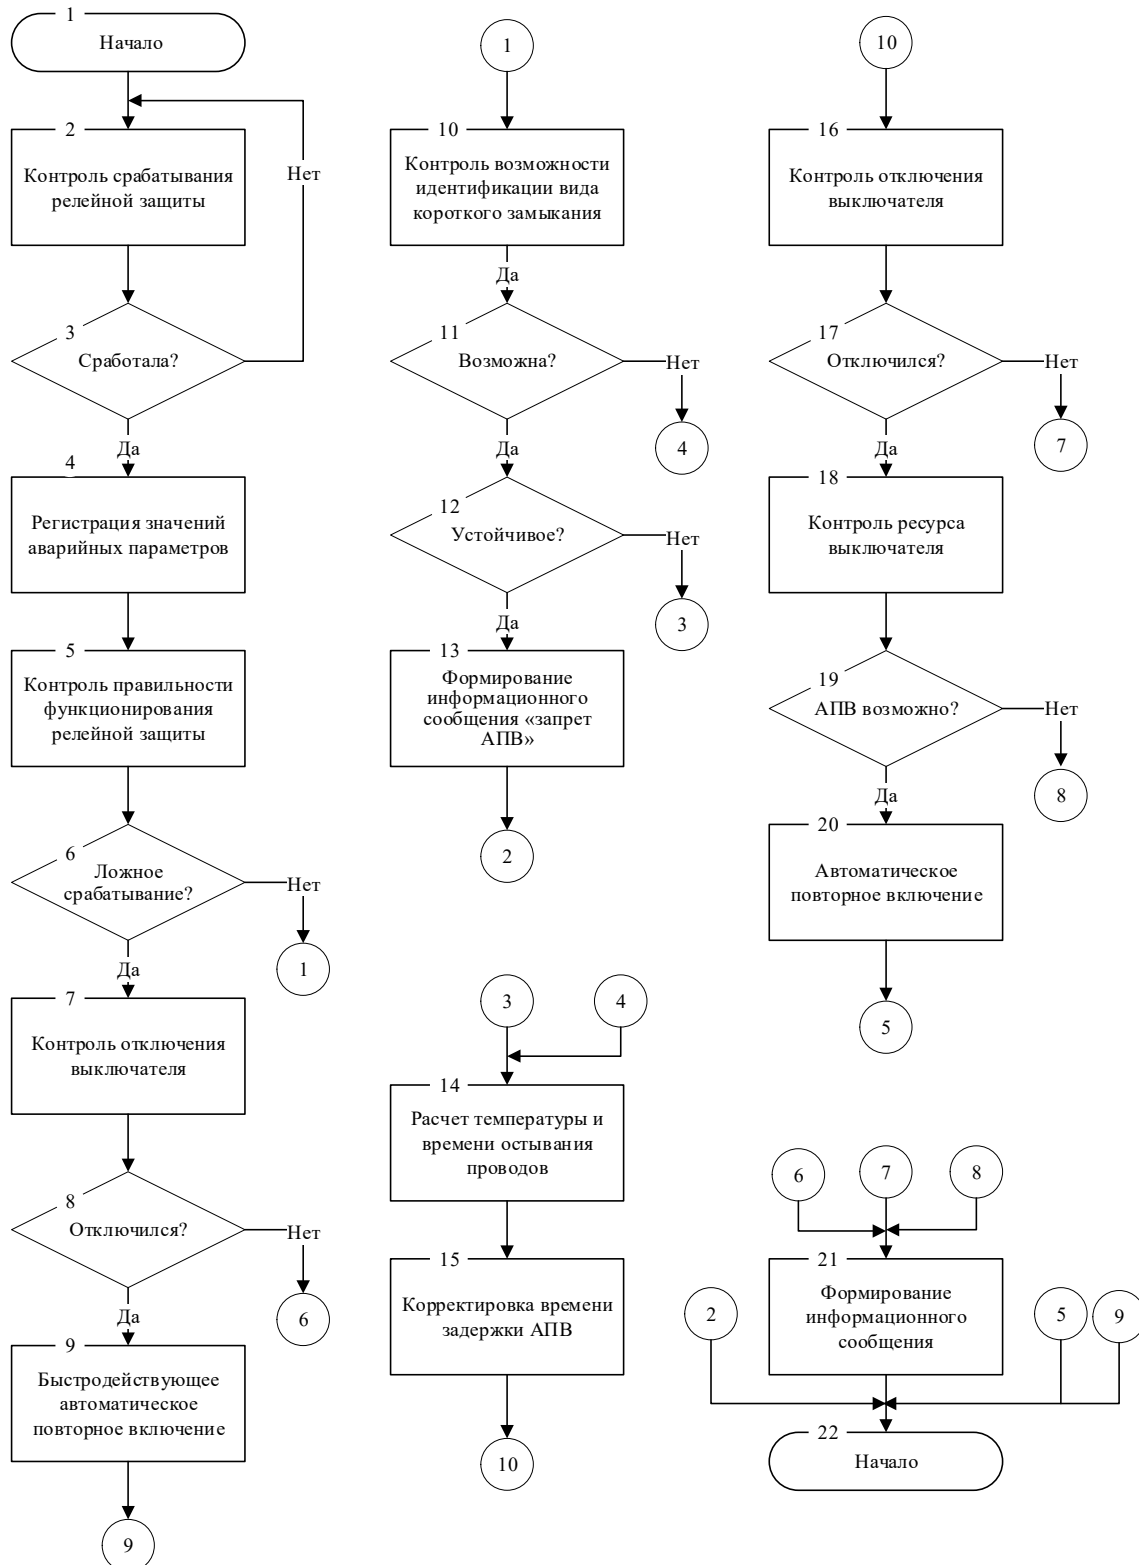 1
Начало
2
Контроль срабатывания
релейной защиты
Нет
3
Сработала?
Да
4
Регистрация значений
аварийных параметров
5
Контроль правильности
функционирования
релейной защиты
6
Ложное
срабатывание?
Нет
1
Да
7
Контроль отключения
выключателя
8
Отключился?
Нет
6
Да
9
Быстродействующее
автоматическое
повторное включение
9
1
10
Контроль возможности
идентификации вида
короткого замыкания
Да
11
Возможна?
Нет
4
Да
12
Устойчивое?
Нет
3
Да
13
Формирование
информационного
сообщения «запрет
АПВ»
2
3
4
14
Расчет температуры и
времени остывания
проводов
15
Корректировка времени
задержки АПВ
10
10
16
Контроль отключения
выключателя
17
Отключился?
Нет
7
Да
18
Контроль ресурса
выключателя
19
АПВ возможно?
Нет
8
Да
20
Автоматическое
повторное включение
5
6
7
8
21
Формирование
информационного
сообщения
2
5
9
22
Начало